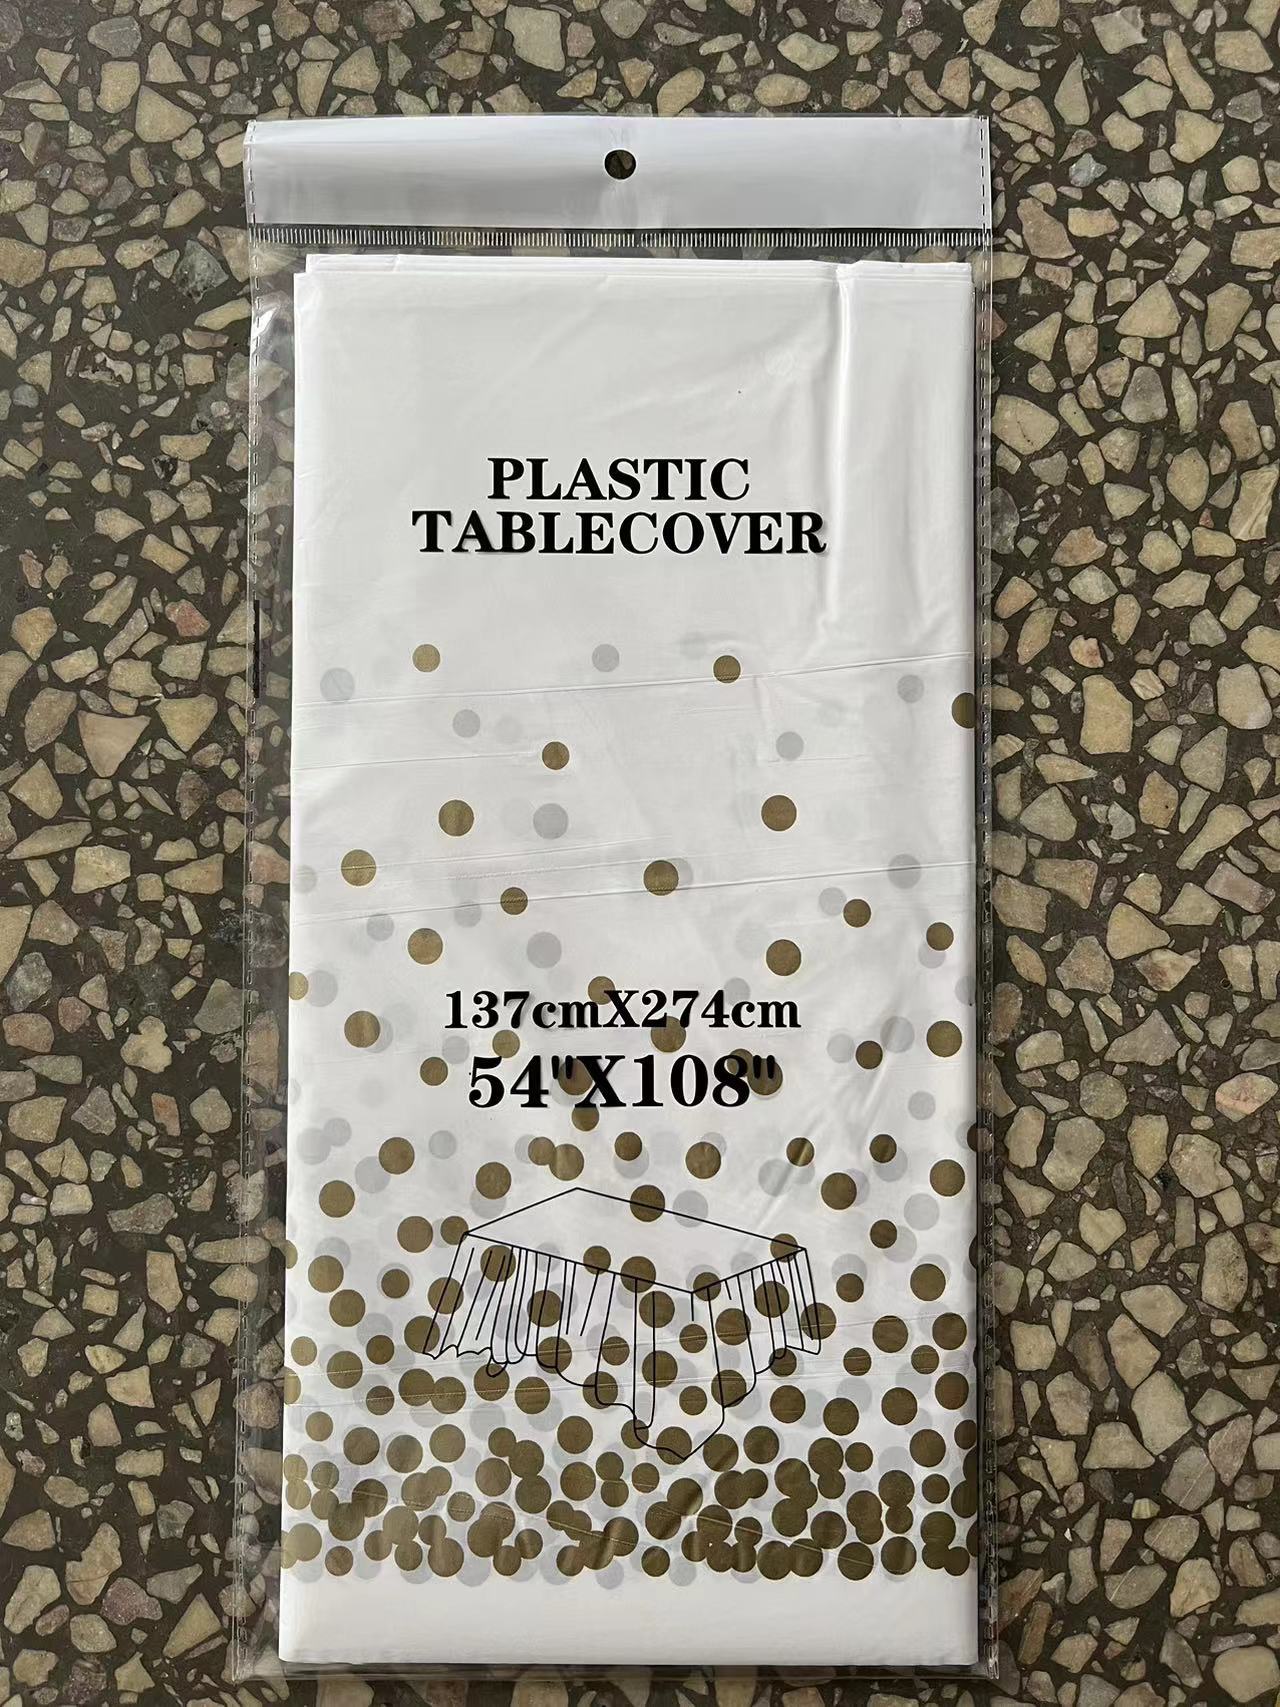 PLASTIC
TABLECOVER
137cmX274cm
54"X108"